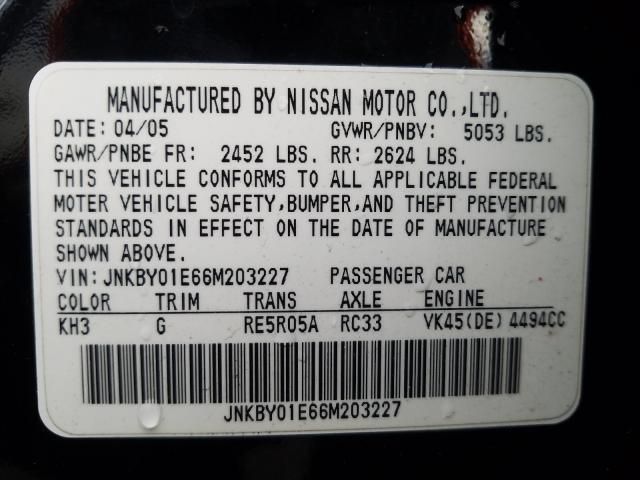 MANUFACTURED BY NISSAN MOTOR CO.,LTD.
DATE: 04/05 GVWR/PNBV: 5053 LBS.
GAWR/PNBE FR: 2452 LBS. RR: 2624 LBS.
THIS VEHICLE CONFORMS TO ALL APPLICABLE FEDERAL
MOTOR VEHICLE SAFETY,BUMPER,AND THEFT PREVENTION
STANDARDS IN EFFECT ON THE DATE OF MANUFACTURE
SHOWN ABOVE.
VIN: JNKBY01E66M203227 PASSENGER CAR
COLOR TRIM TRANS AXLE ENGINE
KH3 G RE5R05A RC33 VK45(DE) 4494CC
JNKBY01E66M203227